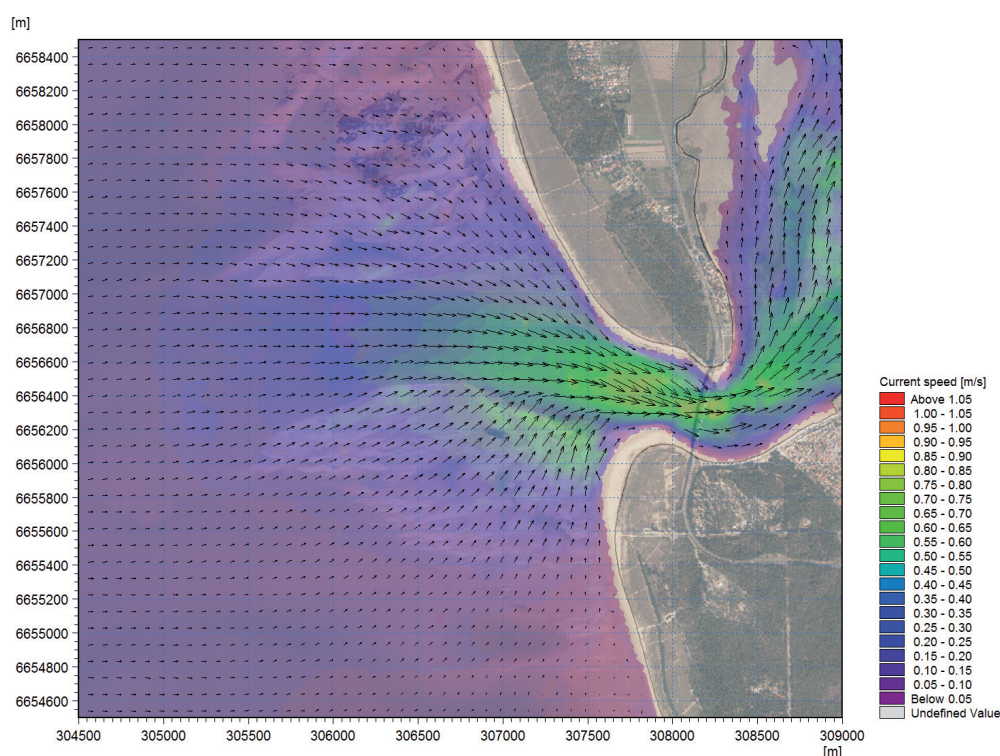 [m]
6658400
6658200
6658000
6657800
6657600
6657400
6657200
6657000
6656800
6656600
6656400
6656200
6656000
6655800
6655600
6655400
6655200
6655000
6654800
6654600
304500 305000 305500 306000 306500 307000 307500 308000 308500 309000
[m]
Current speed [m/s]
Above 1.05
1.00 - 1.05
0.95 - 1.00
0.90 - 0.95
0.85 - 0.90
0.80 - 0.85
0.75 - 0.80
0.70 - 0.75
0.65 - 0.70
0.60 - 0.65
0.55 - 0.60
0.50 - 0.55
0.45 - 0.50
0.40 - 0.45
0.35 - 0.40
0.30 - 0.35
0.25 - 0.30
0.20 - 0.25
0.15 - 0.20
0.10 - 0.15
0.05 - 0.10
Below 0.05
Undefined Value